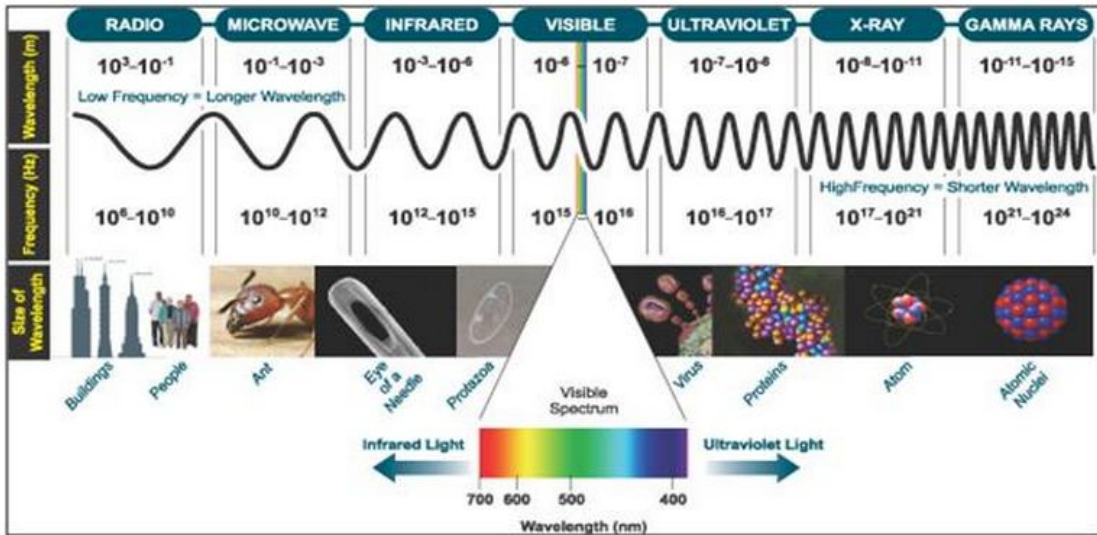 RADIO MICROWAVE INFRARED VISIBLE ULTRAVIOLET X-RAY GAMMA RAYS
Wavelength (m)
10³–10⁻¹ 10⁻¹–10⁻³ 10⁻³–10⁻⁶ 10⁻⁶ – 10⁻⁷ 10⁻⁷–10⁻⁸ 10⁻⁸–10⁻¹¹ 10⁻¹¹–10⁻¹⁵
Low Frequency = Longer Wavelength
HighFrequency = Shorter Wavelength
Frequency (Hz)
10⁶–10¹⁰ 10¹⁰–10¹² 10¹²–10¹⁵ 10¹⁵ – 10¹⁶ 10¹⁶–10¹⁷ 10¹⁷–10²¹ 10²¹–10²⁴
Size of
Wavelength
Buildings
People
Ant
Eye
of a
Needle
Protazoa
Virus
Proteins
Atom
Atomic
Nuclei
Visible
Spectrum
Infrared Light Ultraviolet Light
700 600 500 400
Wavelength (nm)